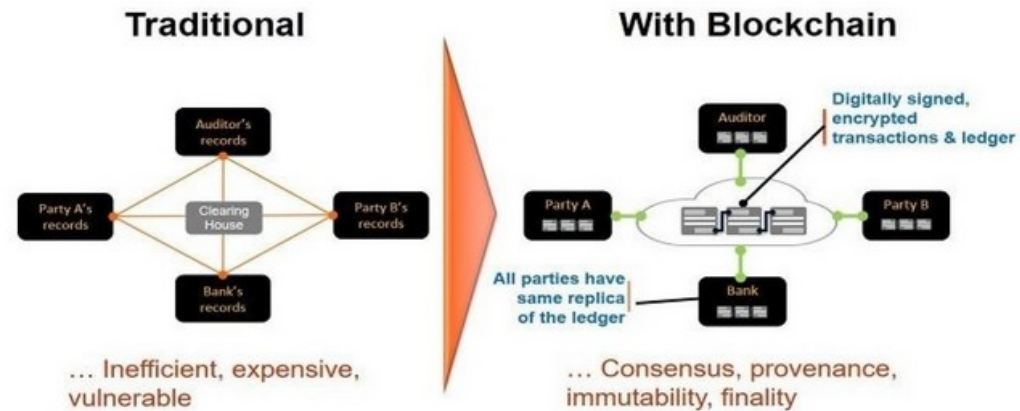 Traditional
Auditor's
records
Party A's
records
Clearing
House
Party B's
records
Bank's
records
... Inefficient, expensive,
vulnerable
With Blockchain
Digitally signed,
encrypted
transactions & ledger
Auditor
Party A
Party B
All parties have
same replica
of the ledger
Bank
... Consensus, provenance,
immutability, finality